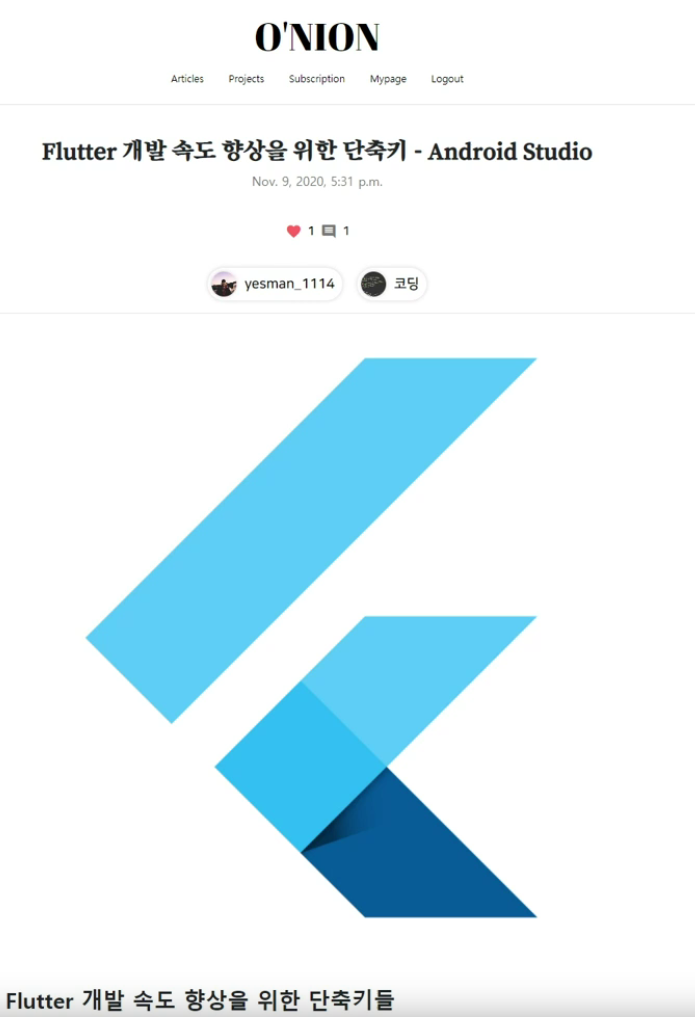 O'NION
Articles Projects Subscription Mypage Logout
Flutter 개발 속도 향상을 위한 단축키 - Android Studio
Nov. 9, 2020, 5:31 p.m.
1 1
yesman_1114 코딩
Flutter 개발 속도 향상을 위한 단축키들